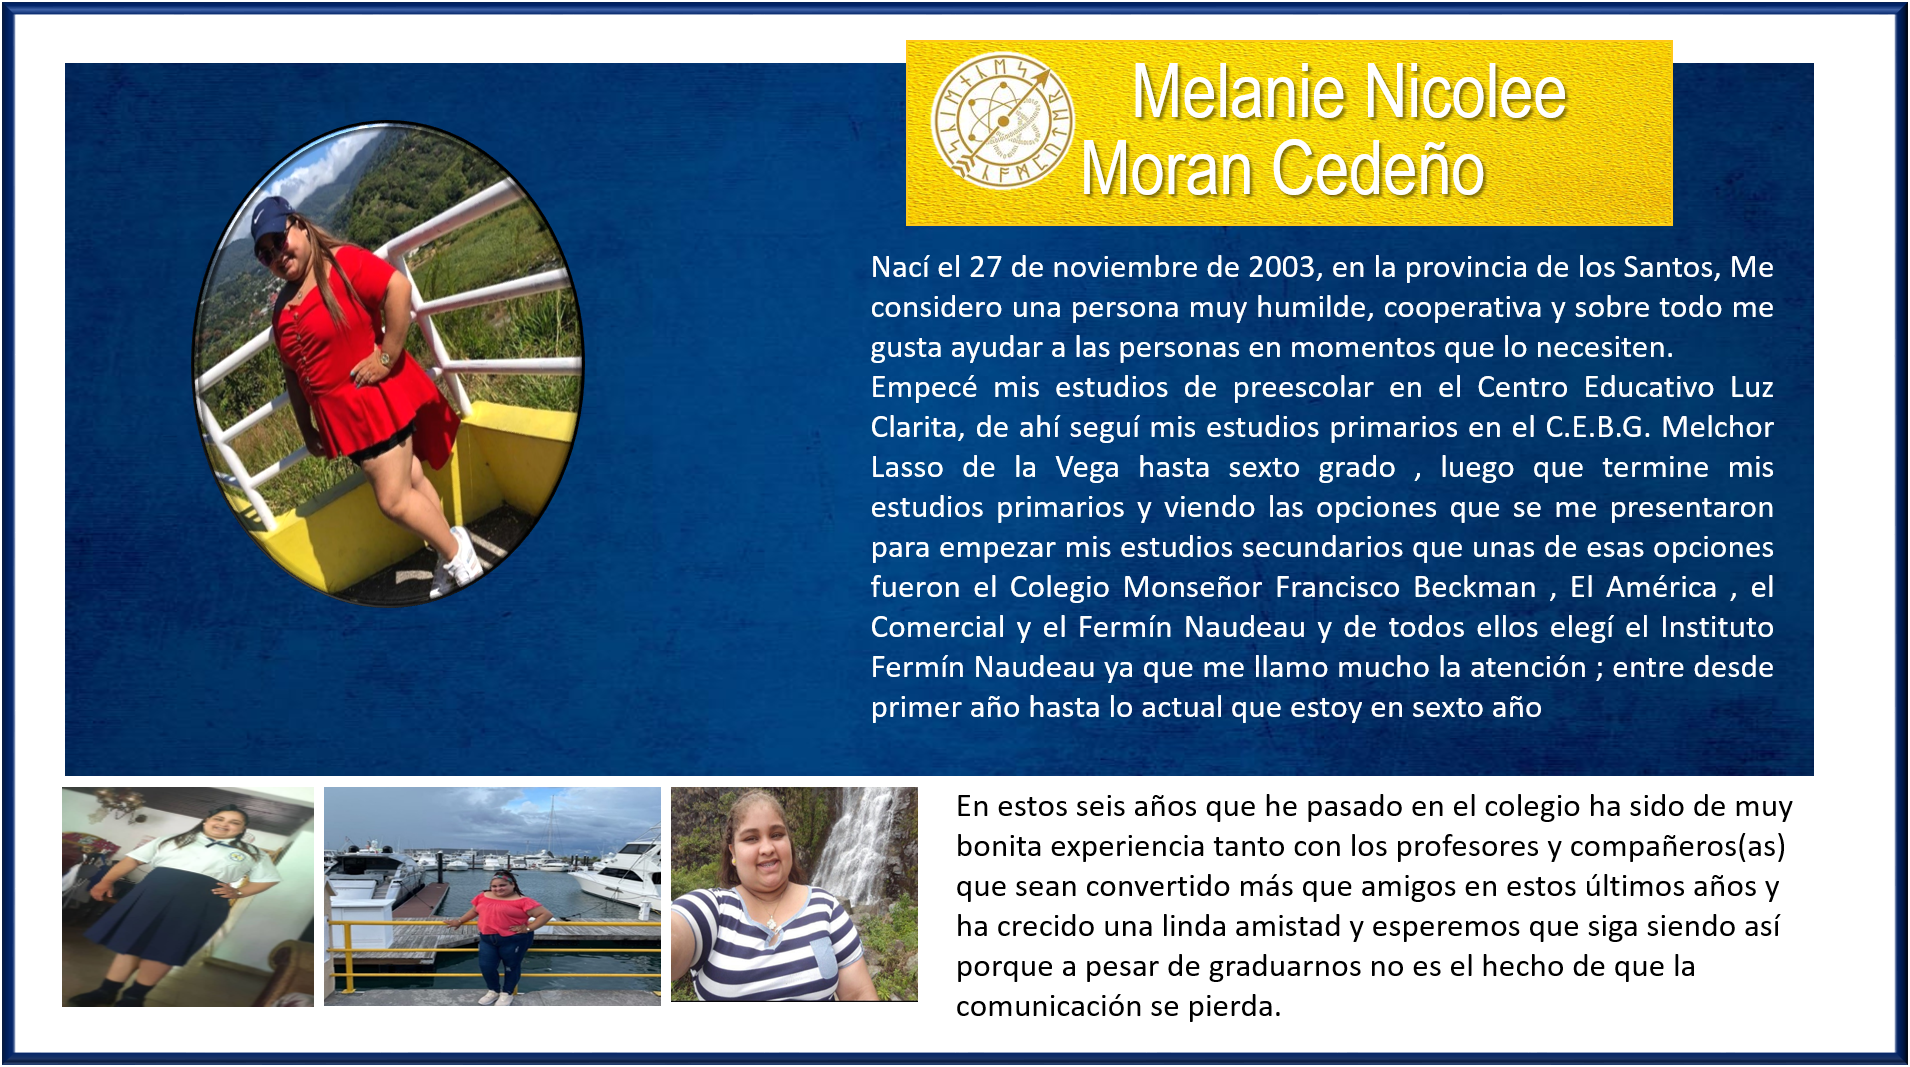 Melanie Nicolee
Moran Cedeño
Nací el 27 de noviembre de 2003, en la provincia de los Santos, Me
considero una persona muy humilde, cooperativa y sobre todo me
gusta ayudar a las personas en momentos que lo necesiten.
Empecé mis estudios de preescolar en el Centro Educativo Luz
Clarita, de ahí seguí mis estudios primarios en el C.E.B.G. Melchor
Lasso de la Vega hasta sexto grado , luego que termine mis
estudios primarios y viendo las opciones que se me presentaron
para empezar mis estudios secundarios que unas de esas opciones
fueron el Colegio Monseñor Francisco Beckman , El América , el
Comercial y el Fermín Naudeau y de todos ellos elegí el Instituto
Fermín Naudeau ya que me llamo mucho la atención ; entre desde
primer año hasta lo actual que estoy en sexto año
En estos seis años que he pasado en el colegio ha sido de muy
bonita experiencia tanto con los profesores y compañeros(as)
que sean convertido más que amigos en estos últimos años y
ha crecido una linda amistad y esperemos que siga siendo así
porque a pesar de graduarnos no es el hecho de que la
comunicación se pierda.